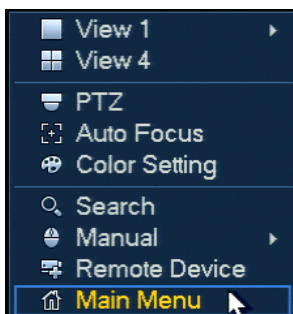 View 1
View 4
PTZ
Auto Focus
Color Setting
Search
Manual
Remote Device
Main Menu